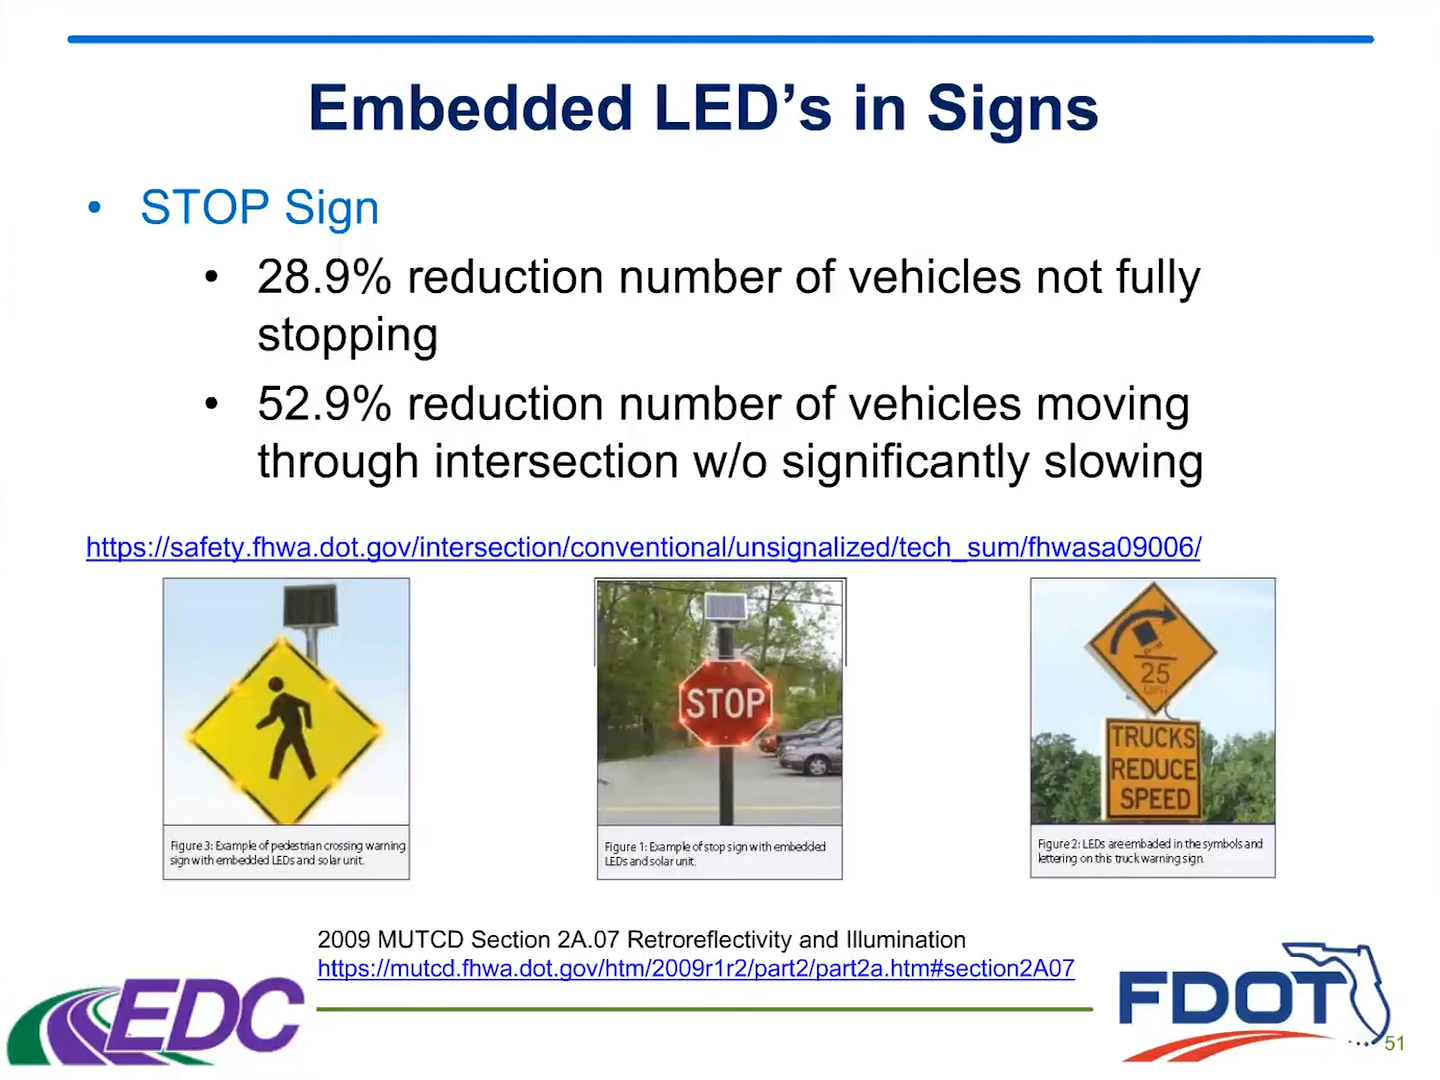 Embedded LED’s in Signs
• STOP Sign
• 28.9% reduction number of vehicles not fully
stopping
• 52.9% reduction number of vehicles moving
through intersection w/o significantly slowing
https://safety.fhwa.dot.gov/intersection/conventional/unsignalized/tech_sum/fhwasa09006/
STOP
25
MPH
TRUCKS
REDUCE
SPEED
Figure 3: Example of pedestrian crossing warning
sign with embedded LEDs and solar unit.
Figure 1: Example of stop sign with embedded
LEDs and solar unit.
Figure 2: LEDs are embaded in the symbols and
lettering on this truck warning sign.
2009 MUTCD Section 2A.07 Retroreflectivity and Illumination
https://mutcd.fhwa.dot.gov/htm/2009r1r2/part2/part2a.htm#section2A07
EDC
FDOT
51